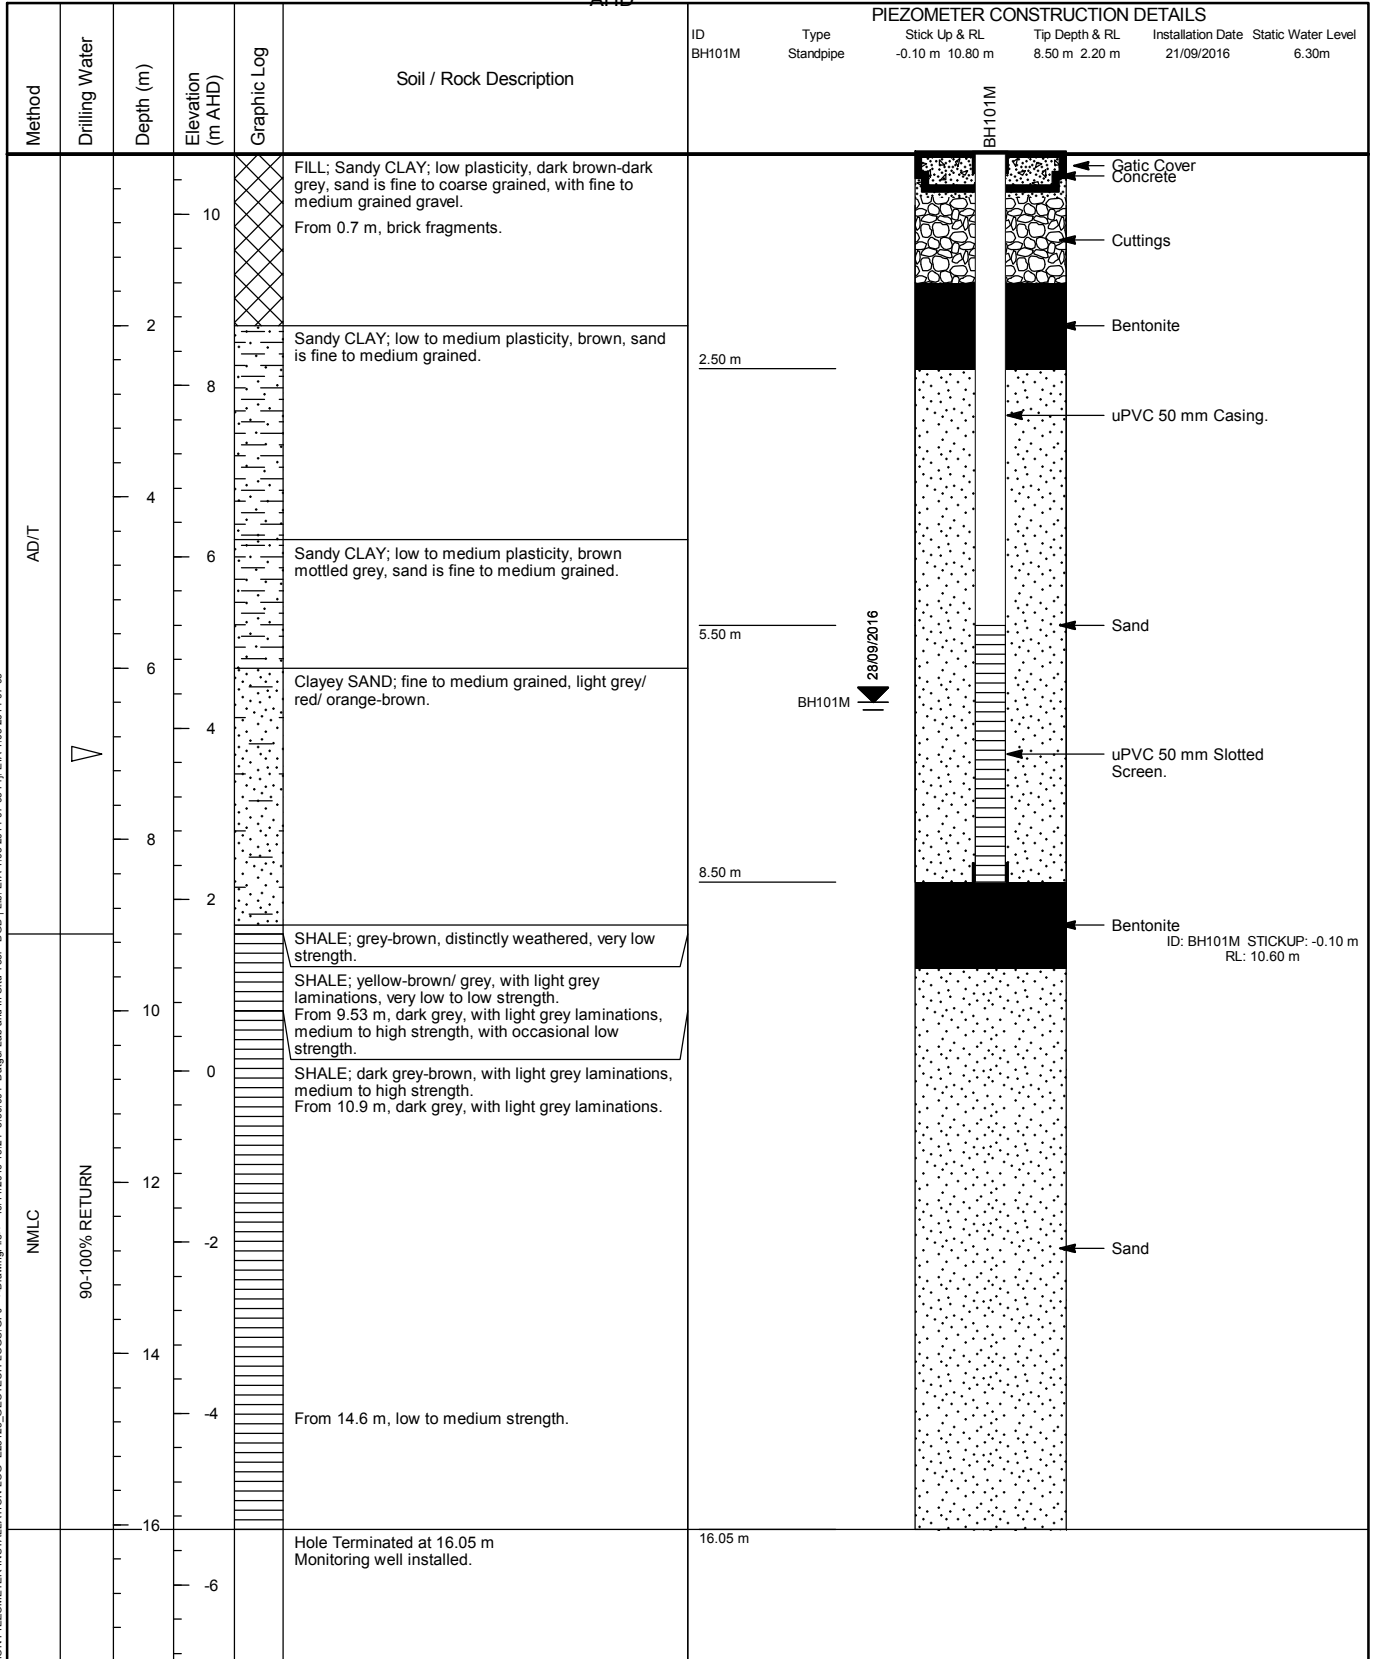 AHD
PIEZOMETER CONSTRUCTION DETAILS
ID Type Stick Up & RL Tip Depth & RL Installation Date Static Water Level
BH101M Standpipe -0.10 m 10.80 m 8.50 m 2.20 m 21/09/2016 6.30m
Method
Drilling Water
Depth (m)
Elevation
(m AHD)
Graphic Log
Soil / Rock Description
BH101M
FILL; Sandy CLAY; low plasticity, dark brown-dark
grey, sand is fine to coarse grained, with fine to
medium grained gravel.
From 0.7 m, brick fragments.
Gatic Cover
Concrete
10
Cuttings
2
Bentonite
Sandy CLAY; low to medium plasticity, brown, sand
is fine to medium grained.
2.50 m
8
uPVC 50 mm Casing.
4
AD/T
6
Sandy CLAY; low to medium plasticity, brown
mottled grey, sand is fine to medium grained.
5.50 m
Sand
28/09/2016
6
Clayey SAND; fine to medium grained, light grey/
red/ orange-brown.
BH101M
4
uPVC 50 mm Slotted
Screen.
8
8.50 m
2
Bentonite
SHALE; grey-brown, distinctly weathered, very low
strength.
ID: BH101M STICKUP: -0.10 m
RL: 10.60 m
SHALE; yellow-brown/ grey, with light grey
laminations, very low to low strength.
From 9.53 m, dark grey, with light grey laminations,
medium to high strength, with occasional low
strength.
10
0
SHALE; dark grey-brown, with light grey laminations,
medium to high strength.
From 10.9 m, dark grey, with light grey laminations.
12
NMLC
90-100% RETURN
-2
Sand
14
-4
From 14.6 m, low to medium strength.
16
Hole Terminated at 16.05 m
Monitoring well installed.
16.05 m
-6